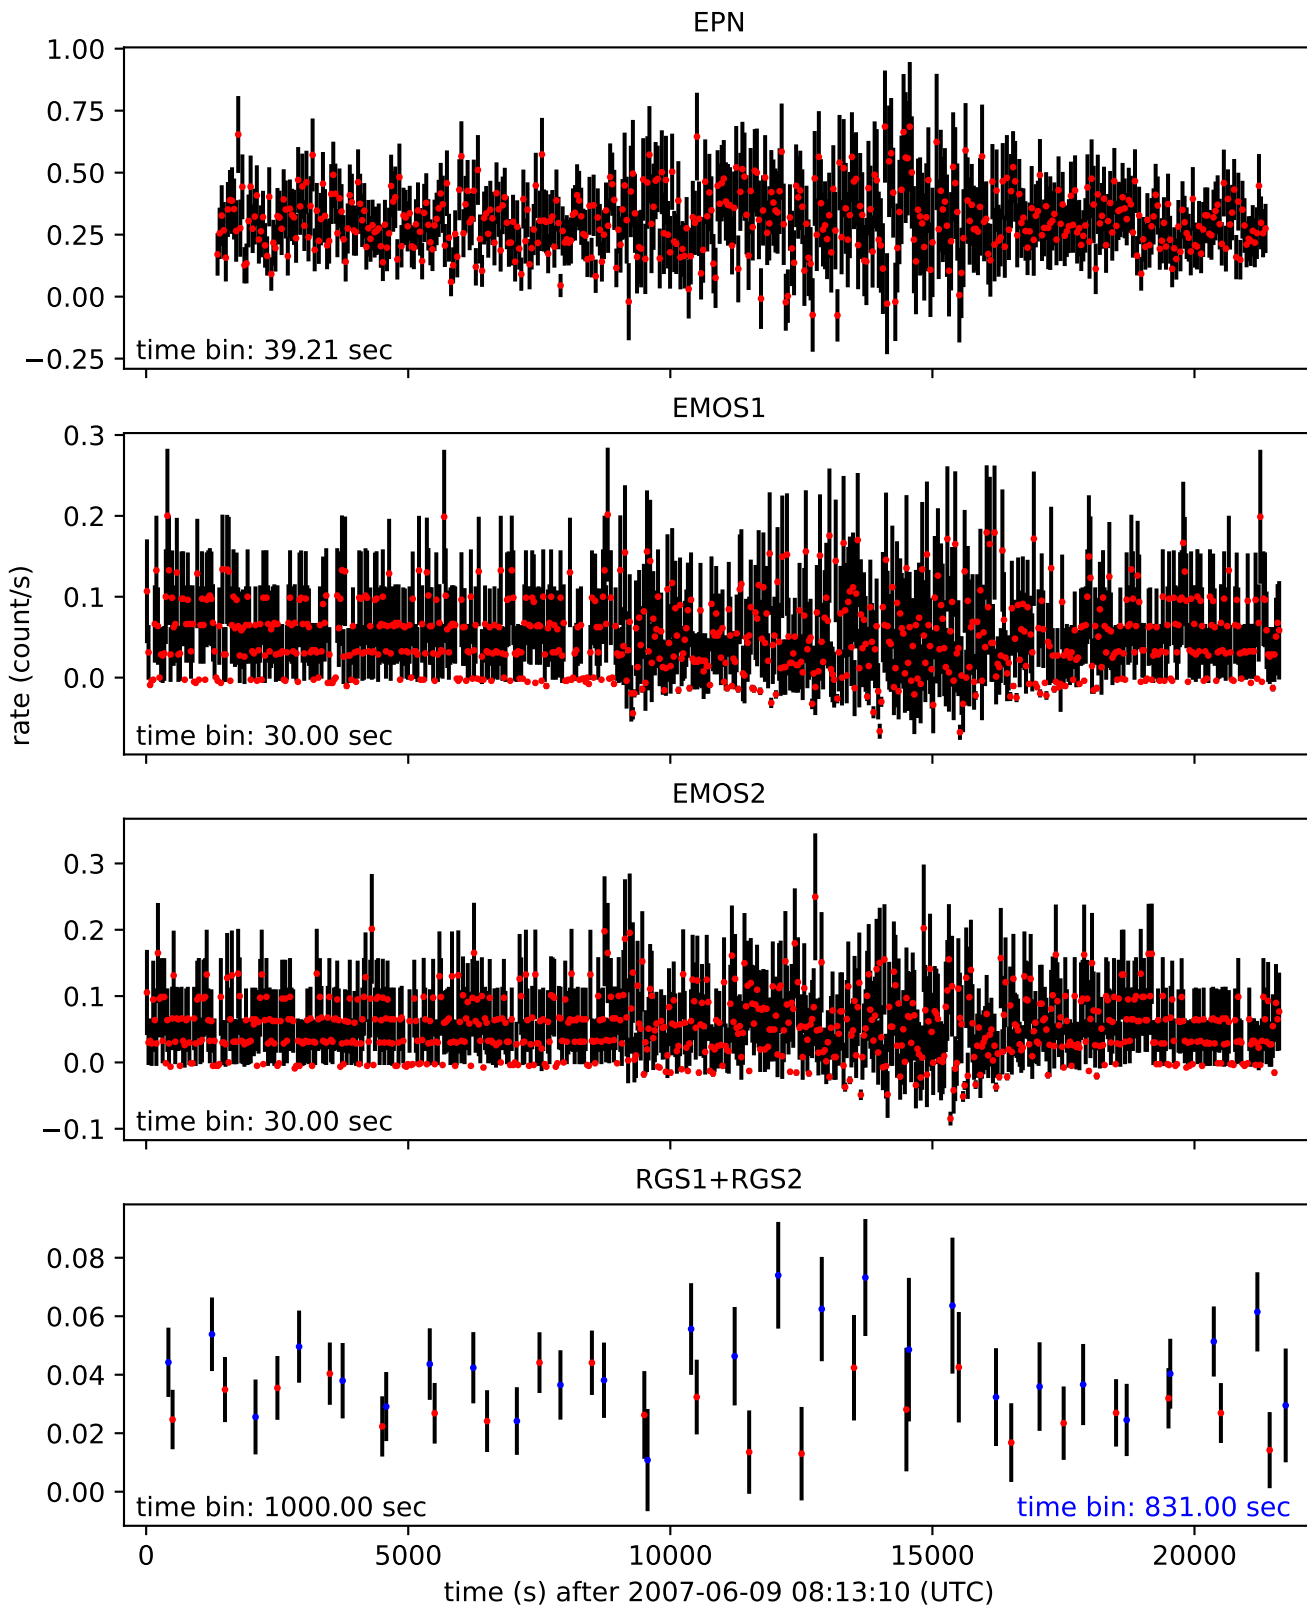 EPN
1.00
0.75
0.50
0.25
0.00
−0.25
time bin: 39.21 sec
EMOS1
0.3
0.2
0.1
0.0
time bin: 30.00 sec
rate (count/s)
EMOS2
0.3
0.2
0.1
0.0
−0.1
time bin: 30.00 sec
RGS1+RGS2
0.08
0.06
0.04
0.02
0.00
time bin: 1000.00 sec
time bin: 831.00 sec
0 5000 10000 15000 20000
time (s) after 2007-06-09 08:13:10 (UTC)